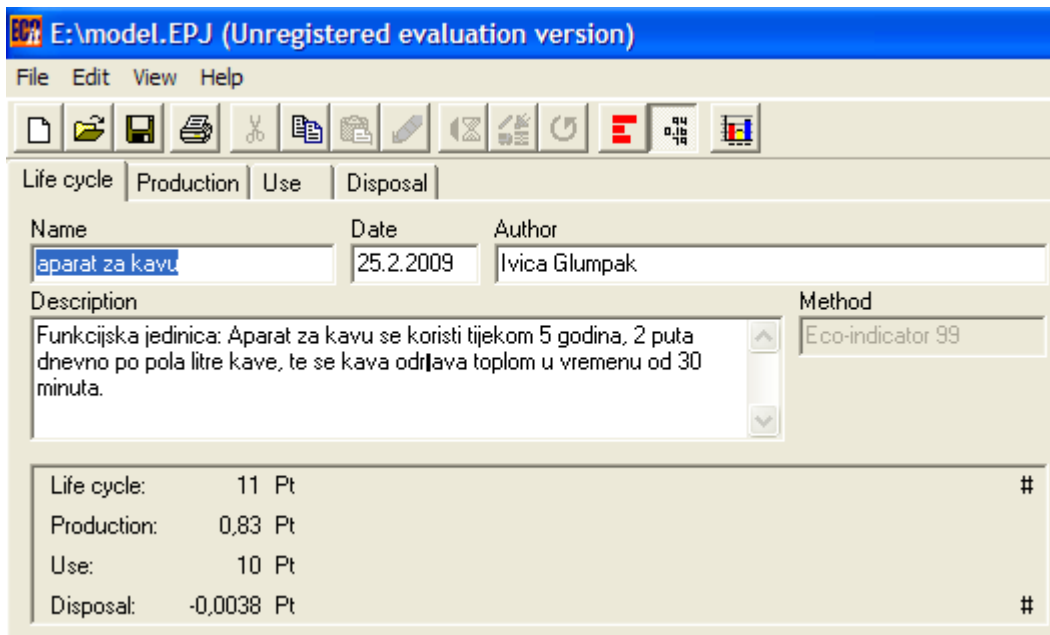 E:\model.EPJ (Unregistered evaluation version)
File Edit View Help
Life cycle Production Use Disposal
Name Date Author
aparat za kavu 25.2.2009 Ivica Glumpak
Description Method
Funkcijska jedinica: Aparat za kavu se koristi tijekom 5 godina, 2 puta Eco-indicator 99
dnevno po pola litre kave, te se kava održava toplom u vremenu od 30
minuta.
Life cycle: 11 Pt #
Production: 0,83 Pt
Use: 10 Pt
Disposal: -0,0038 Pt #